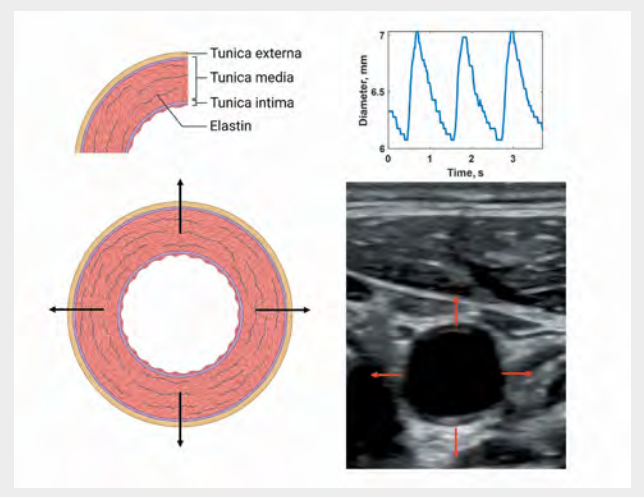 Tunica externa
Tunica media
Tunica intima
Elastin
Diameter, mm
7
6.5
6
0 1 2 3
Time, s